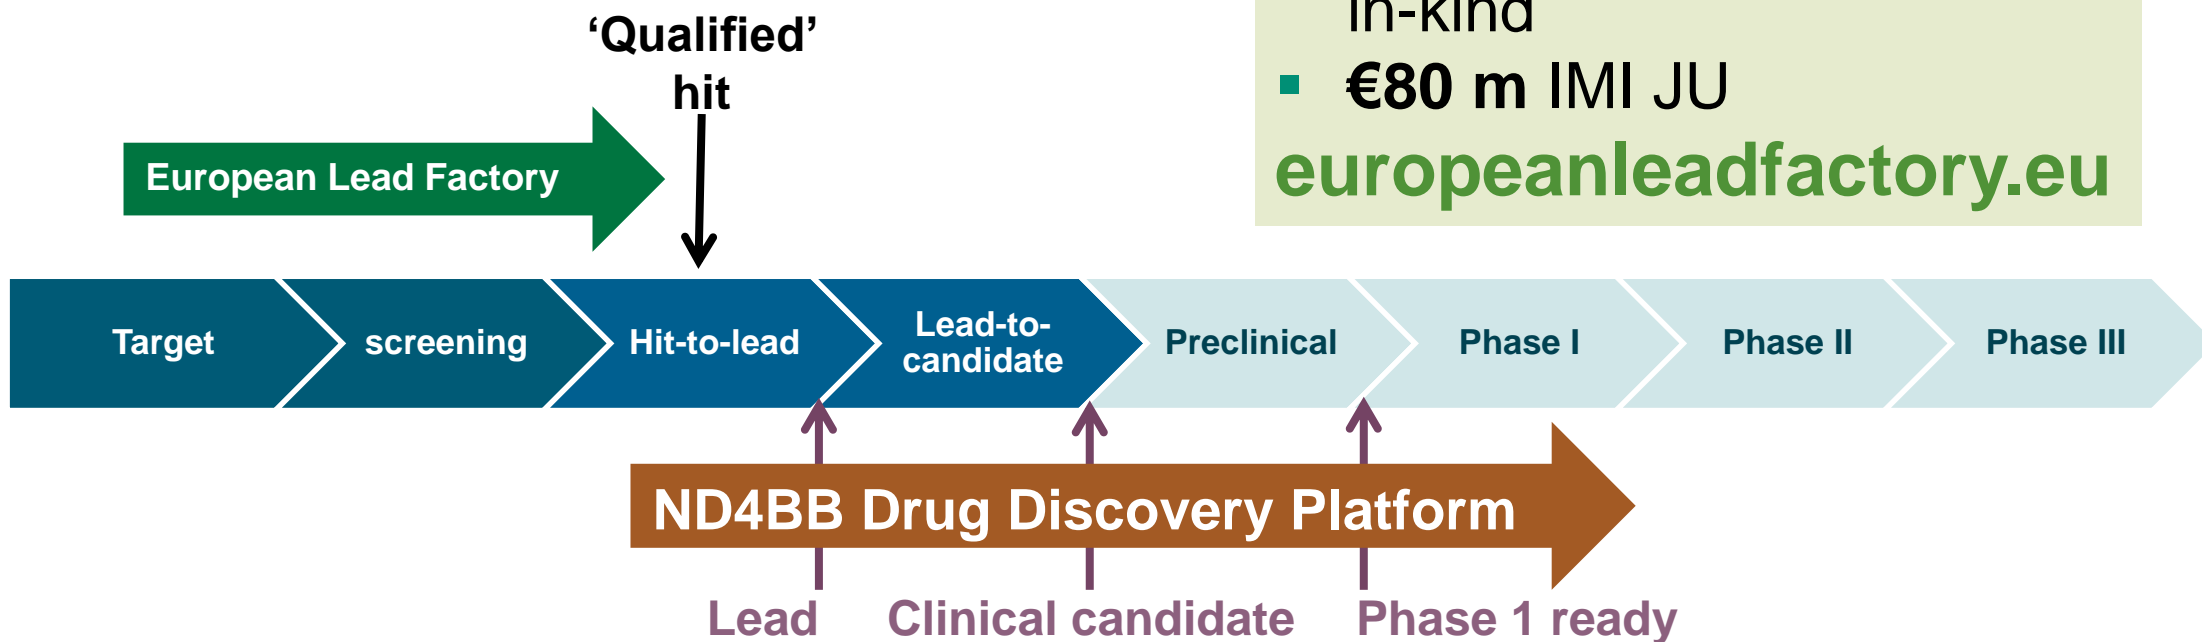 in-kind
▪ €80 m IMI JU
europeanleadfactory.eu
‘Qualified’
hit
European Lead Factory
Target
screening
Hit-to-lead
Lead-to-
candidate
Preclinical
Phase I
Phase II
Phase III
ND4BB Drug Discovery Platform
Lead
Clinical candidate
Phase 1 ready